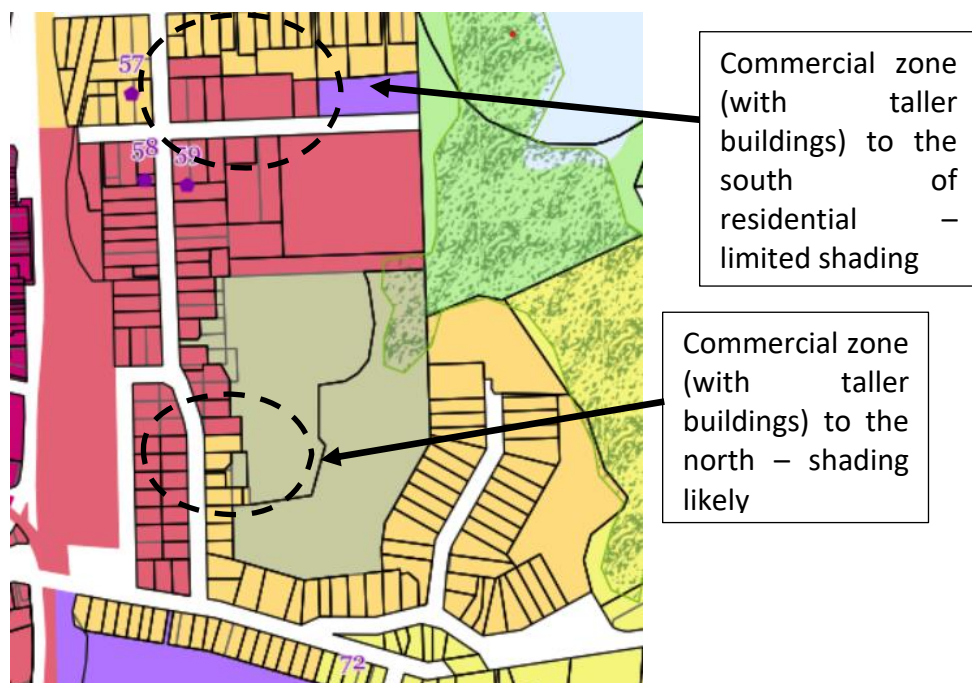 57
58
59
Commercial zone
(with taller
buildings) to the
south of
residential –
limited shading
Commercial zone
(with taller
buildings) to the
north – shading
likely
72